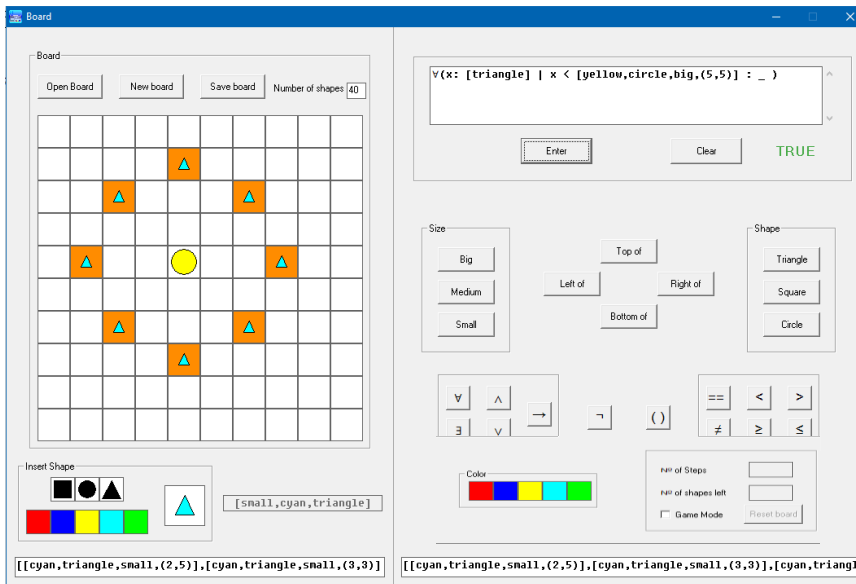 Board
Board
Open Board
New board
Save board
Number of shapes
40
∀(x: [triangle] | x < [yellow,circle,big,(5,5)] : _ )
Enter
Clear
TRUE
Size
Big
Medium
Small
Top of
Left of
Right of
Bottom of
Shape
Triangle
Square
Circle
∀ ∧ →
∃ ∨
¬
()
== < >
≠ ≥ ≤
Insert Shape
[small,cyan,triangle]
Color
Nº of Steps
Nº of shapes left
Game Mode
Reset board
[[cyan,triangle,small,(2,5)],[cyan,triangle,small,(3,3)]
[[cyan,triangle,small,(2,5)],[cyan,triangle,small,(3,3)],[cyan,triangl